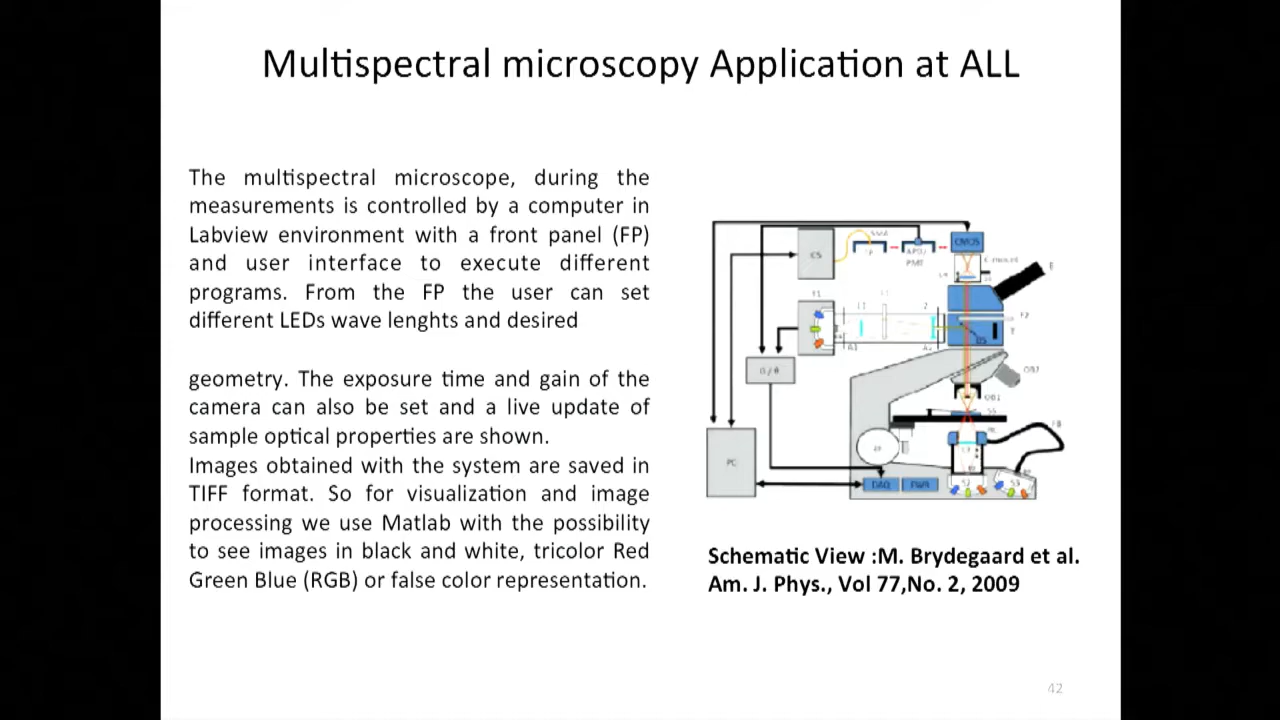 Multispectral microscopy Application at ALL
The multispectral microscope, during the
measurements is controlled by a computer in
Labview environment with a front panel (FP)
and user interface to execute different
programs. From the FP the user can set
different LEDs wave lenghts and desired
geometry. The exposure time and gain of the
camera can also be set and a live update of
sample optical properties are shown.
Images obtained with the system are saved in
TIFF format. So for visualization and image
processing we use Matlab with the possibility
to see images in black and white, tricolor Red
Green Blue (RGB) or false color representation.
CMOS
CS
PC
DAQ
PWR
OB2
OB1
S2
S3
Schematic View :M. Brydegaard et al.
Am. J. Phys., Vol 77,No. 2, 2009
42